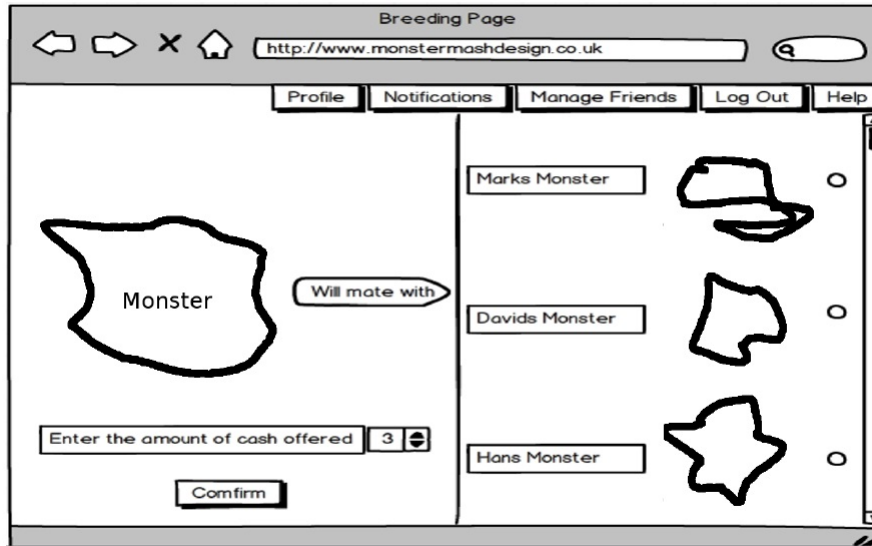 Breeding Page
http://www.monstermashdesign.co.uk
Profile
Notifications
Manage Friends
Log Out
Help
Marks Monster
Monster
Will mate with
Davids Monster
Enter the amount of cash offered
3
Hans Monster
Comfirm